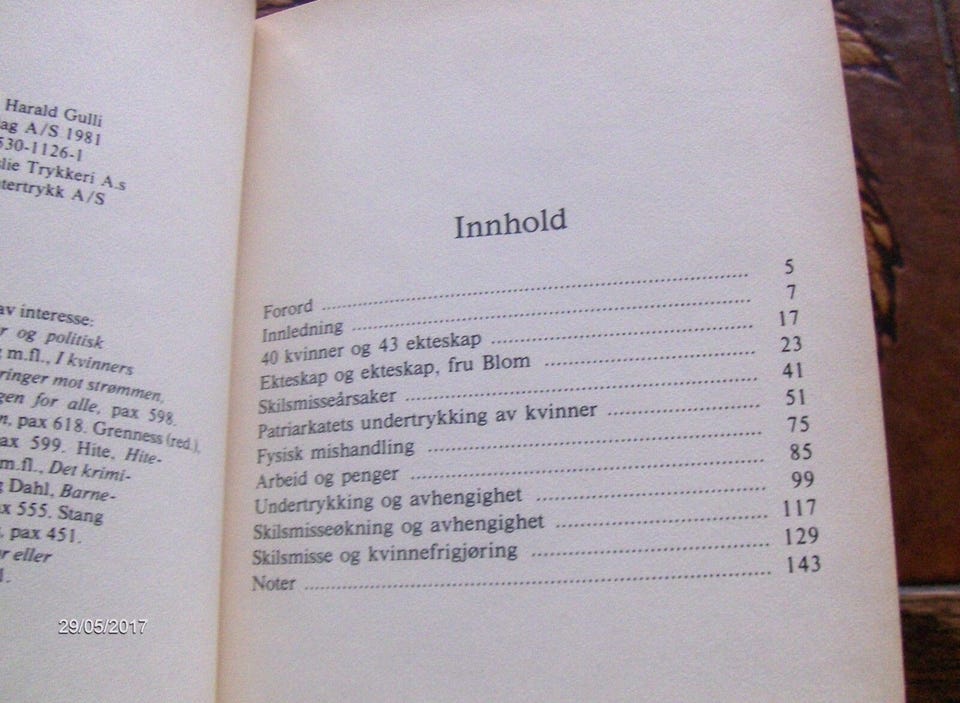 Harald Gulli
ag A/S 1981
530-1126-1
lie Trykkeri A.s
tertrykk A/S
av interesse:
r og politisk
m.fl., I kvinners
ringer mot strømmen,
gen for alle, pax 598.
n, pax 618. Grenness (red.),
ax 599. Hite, Hite-
m.fl., Det krimi-
g Dahl, Barne-
x 555. Stang
, pax 451.
r eller
1.
Innhold
Forord 5
Innledning 7
40 kvinner og 43 ekteskap 17
Ekteskap og ekteskap, fru Blom 23
Skilsmisseårsaker 41
Patriarkatets undertrykking av kvinner 51
Fysisk mishandling 75
Arbeid og penger 85
Undertrykking og avhengighet 99
Skilsmisseøkning og avhengighet 117
Skilsmisse og kvinnefrigjøring 129
Noter 143
29/05/2017